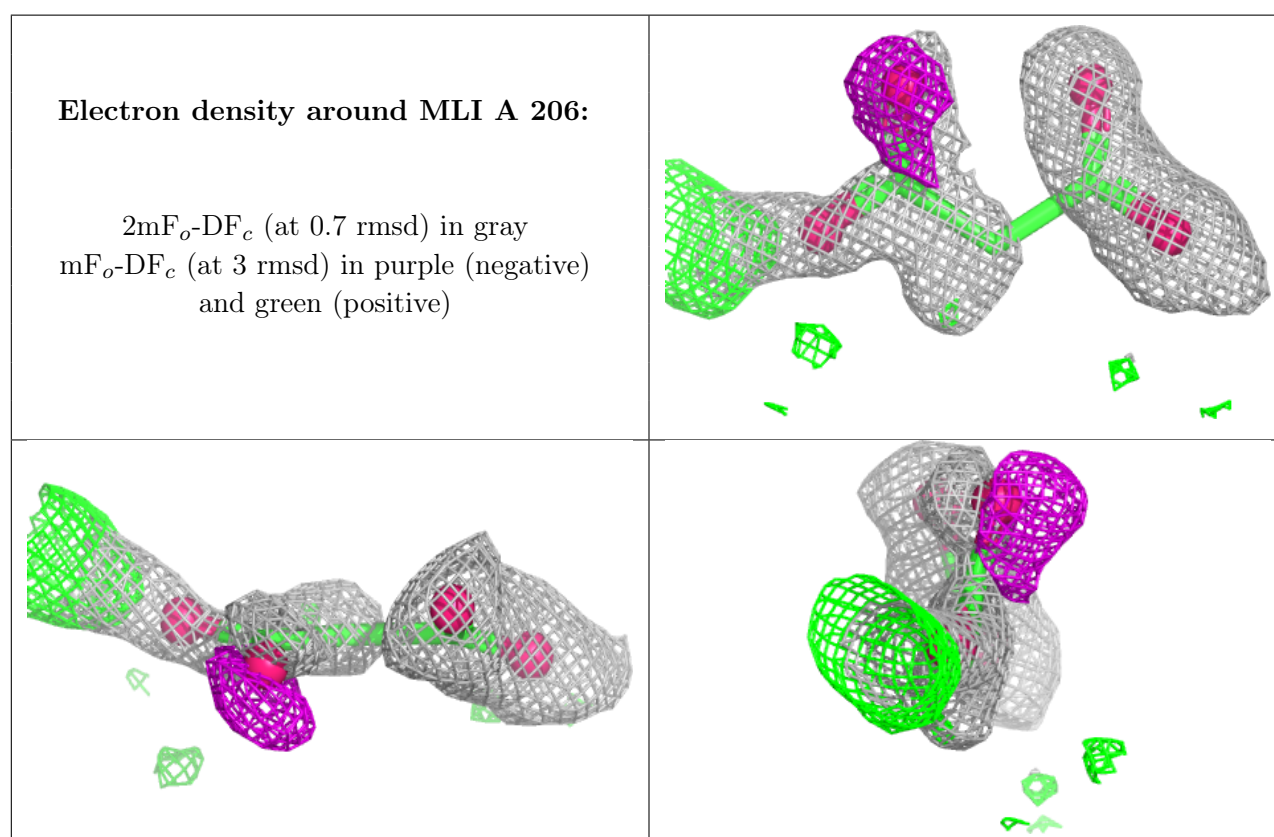 Electron density around MLI A 206:
2mFo-DFc (at 0.7 rmsd) in gray
mFo-DFc (at 3 rmsd) in purple (negative)
and green (positive)